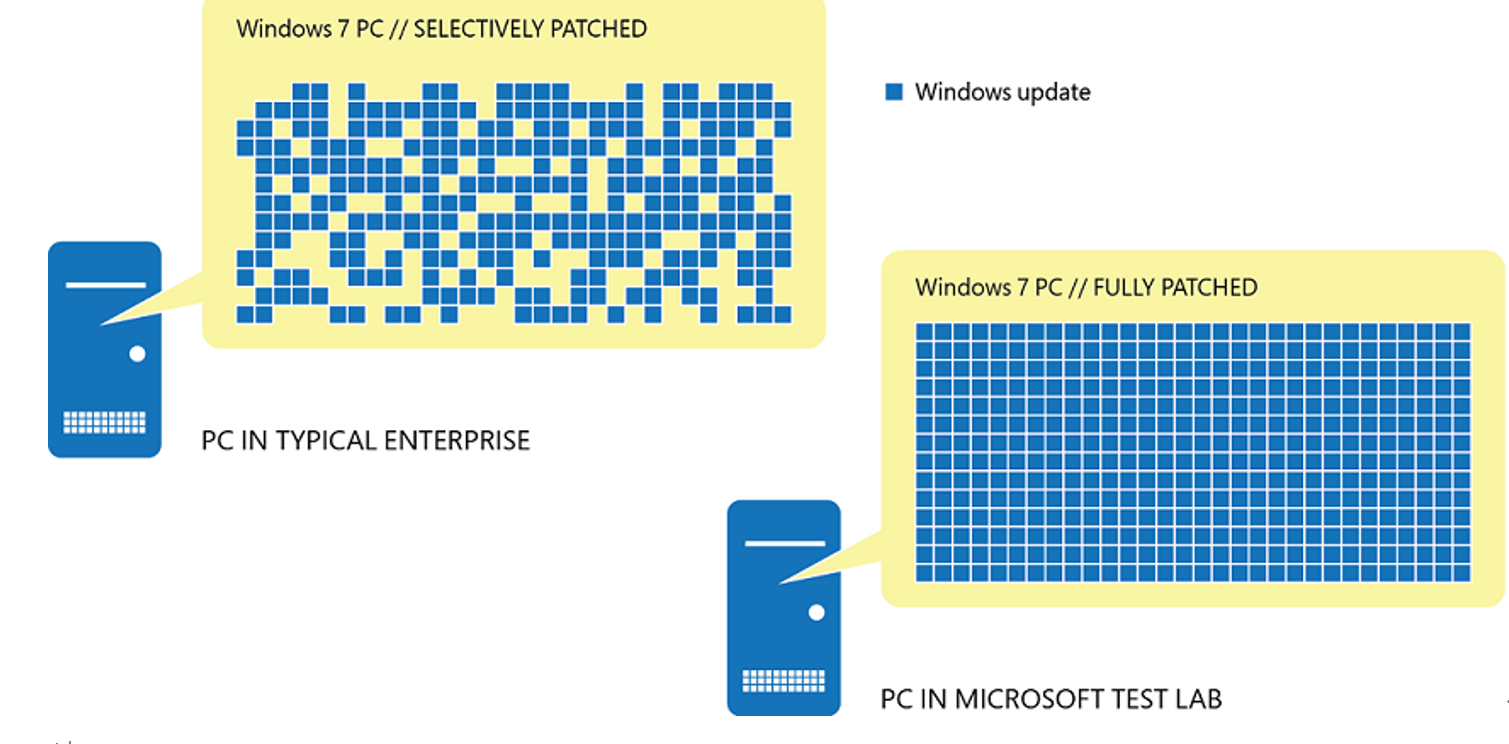 Windows 7 PC // SELECTIVELY PATCHED
Windows update
PC IN TYPICAL ENTERPRISE
Windows 7 PC // FULLY PATCHED
PC IN MICROSOFT TEST LAB